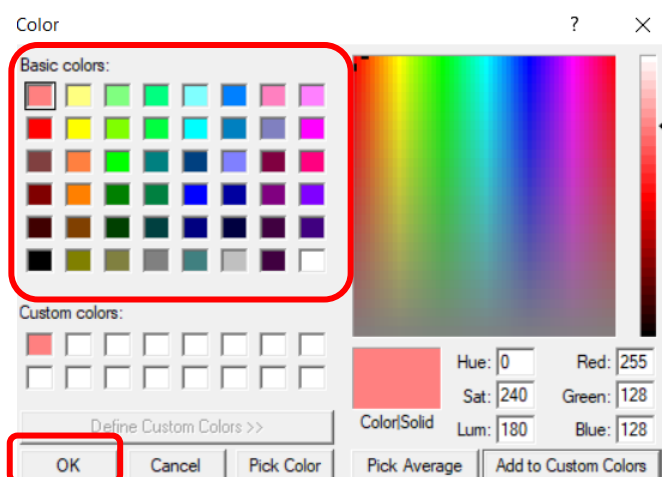 Color ?
Basic colors:
Custom colors:
Define Custom Colors >>
OK Cancel Pick Color
Color|Solid
Hue: 0 Red: 255
Sat: 240 Green: 128
Lum: 180 Blue: 128
Pick Average Add to Custom Colors